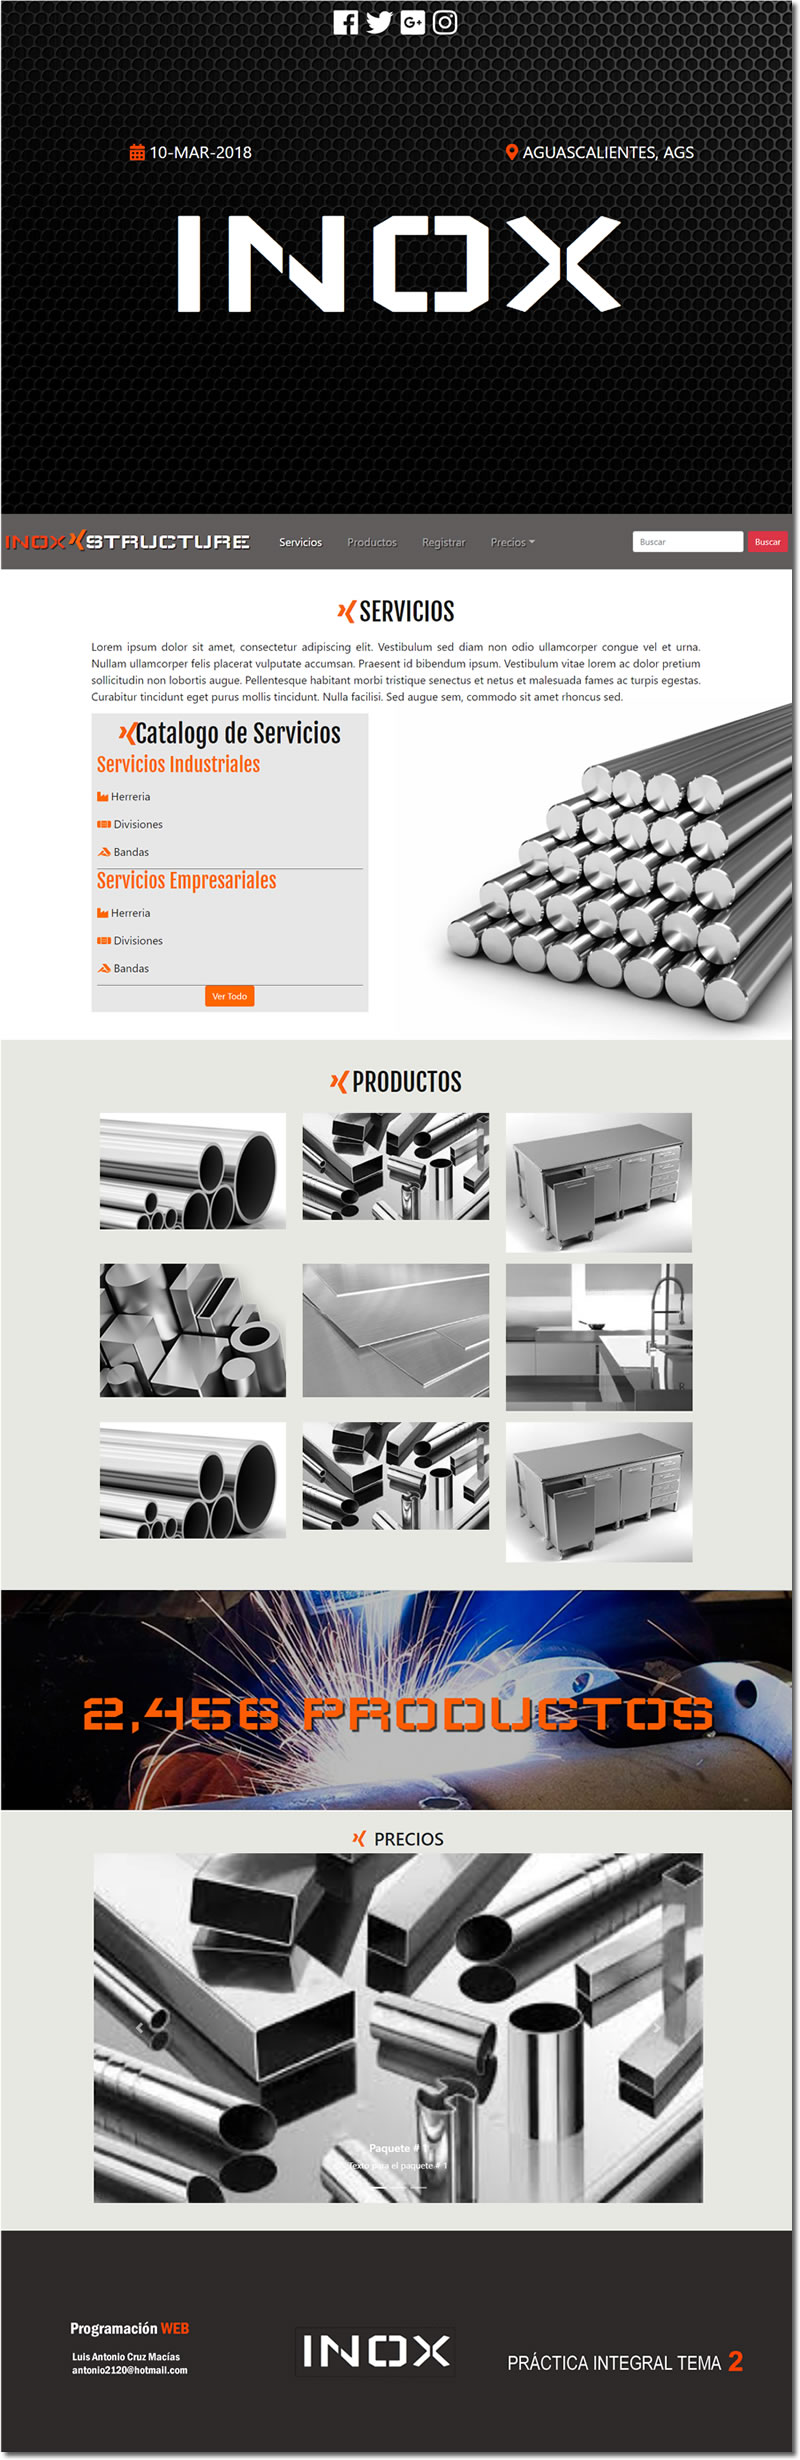 10-MAR-2018
AGUASCALIENTES, AGS
INOX
INOX STRUCTURE
Servicios
Productos
Registrar
Precios
Buscar
Buscar
SERVICIOS
Lorem ipsum dolor sit amet, consectetur adipiscing elit. Vestibulum sed diam non odio ullamcorper congue vel et urna.
Nullam ullamcorper felis placerat vulputate accumsan. Praesent id bibendum ipsum. Vestibulum vitae lorem ac dolor pretium
sollicitudin non lobortis augue. Pellentesque habitant morbi tristique senectus et netus et malesuada fames ac turpis egestas.
Curabitur tincidunt eget purus mollis tincidunt. Nulla facilisi. Sed augue sem, commodo sit amet rhoncus sed.
Catalogo de Servicios
Servicios Industriales
Herreria
Divisiones
Bandas
Servicios Empresariales
Herreria
Divisiones
Bandas
Ver Todo
PRODUCTOS
2,456 PRODUCTOS
PRECIOS
Paquete # 1
Texto para el paquete # 1
Programación WEB
Luis Antonio Cruz Macías
antonio2120@hotmail.com
INOX
PRÁCTICA INTEGRAL TEMA 2